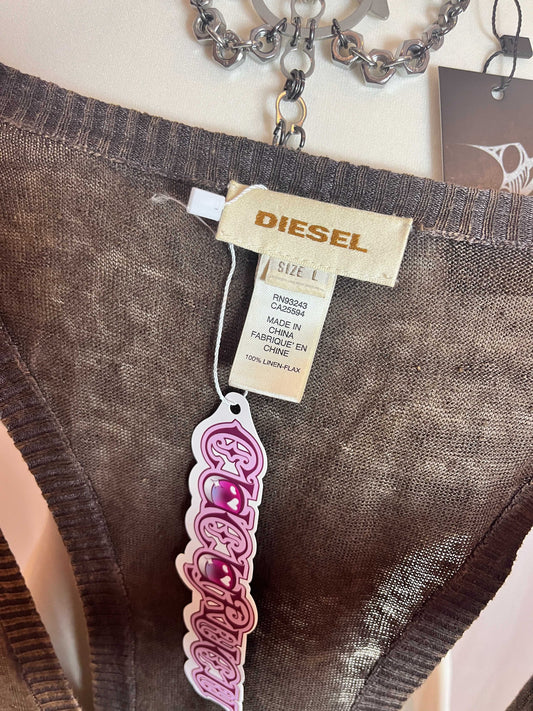 DIESEL
SIZE L
RN93243
CA25594
MADE IN
CHINA
FABRIQUE' EN
CHINE
100% LINEN-FLAX